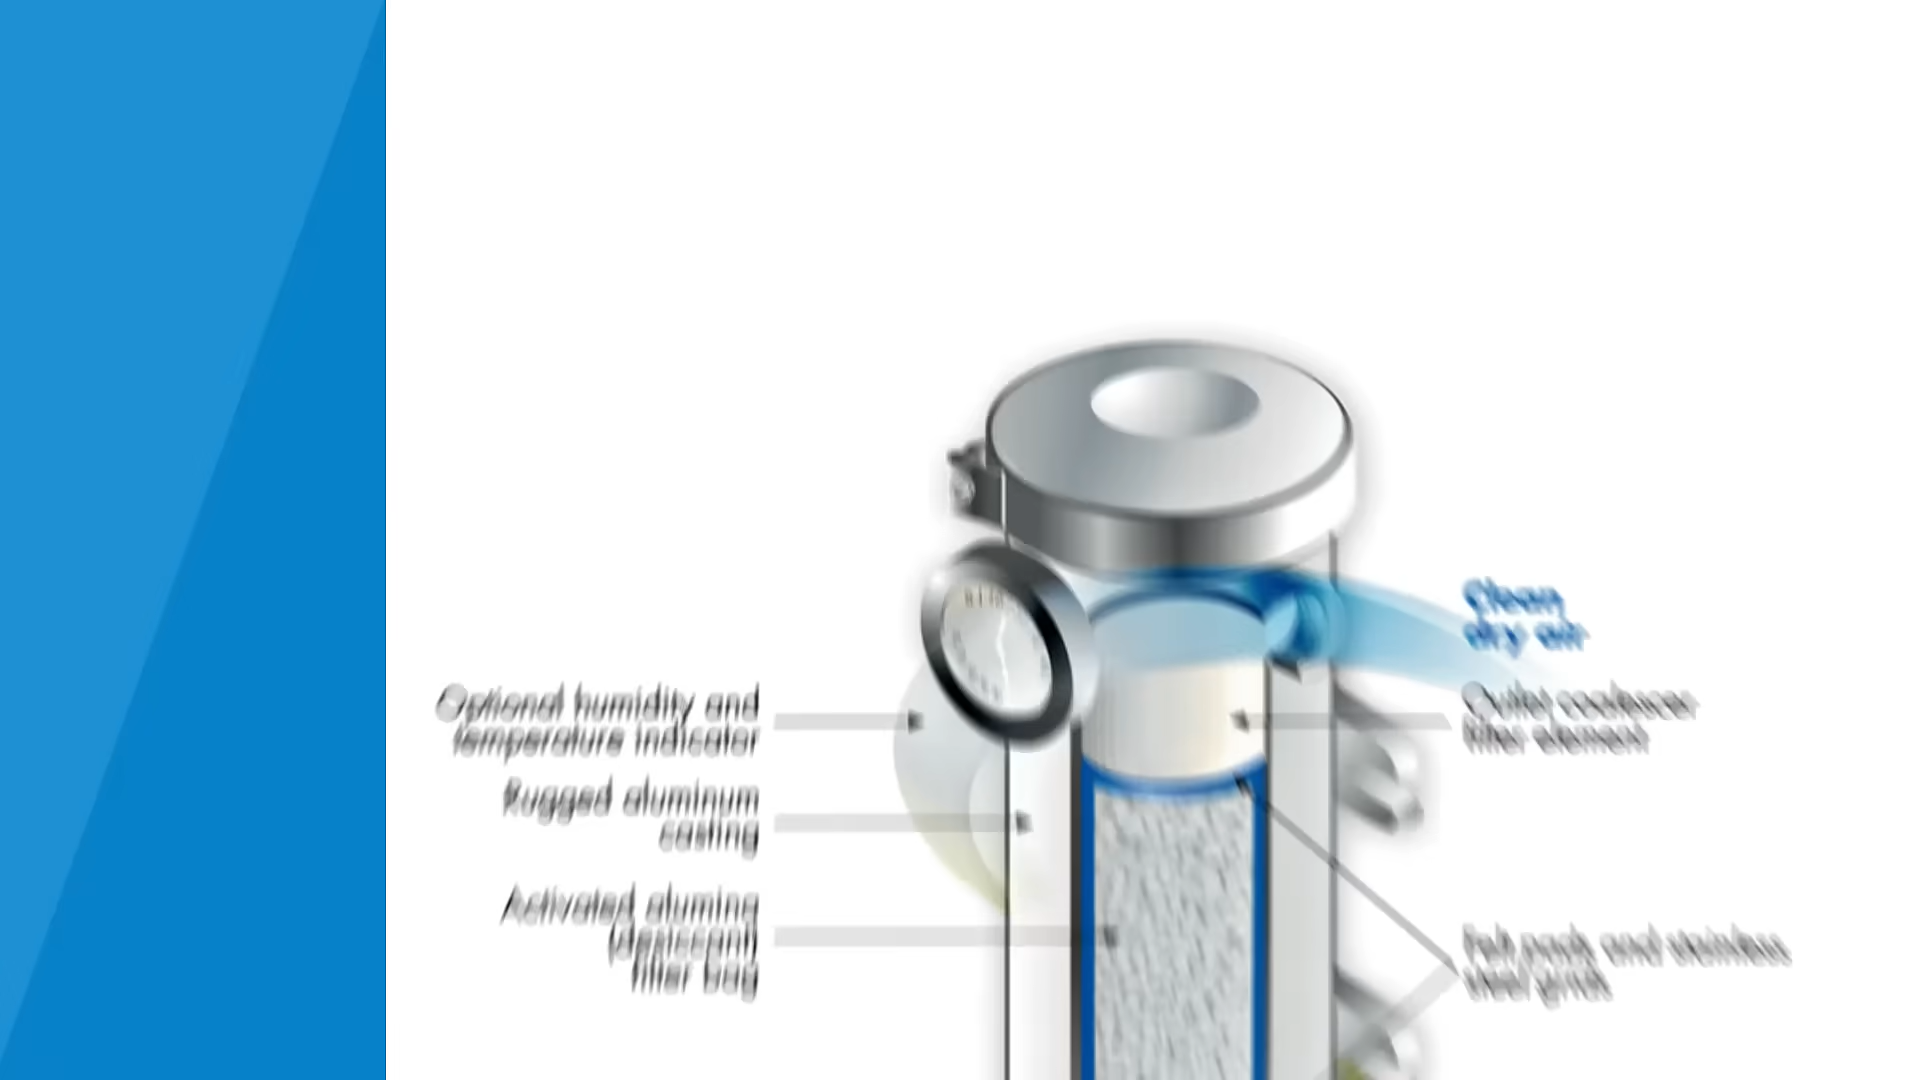 Clean,
dry air
Optional humidity and
temperature indicator
Outlet coalescer
filter element
Rugged aluminum
casing
Activated alumina
(desiccant)
filter bag
Felt pads and stainless
steel grids